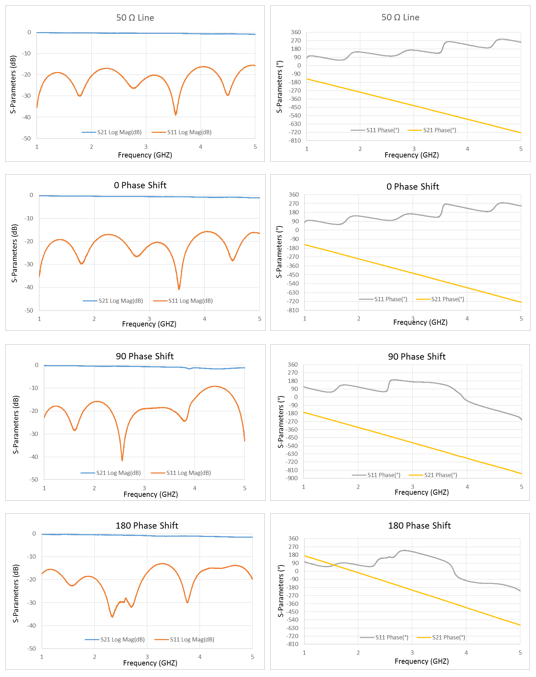 50 Ω Line
S-Parameters (dB)
0
-10
-20
-30
-40
-50
S21 Log Mag(dB) S11 Log Mag(dB)
1 2 3 4 5
Frequency (GHZ)
S-Parameters (°)
360
270
180
90
0
-90
-180
-270
-360
-450
-540
-630
-720
-810
S11 Phase(°) S21 Phase(°)
1 2 3 4 5
Frequency (GHZ)
0 Phase Shift
S-Parameters (dB)
0
-10
-20
-30
-40
-50
S21 Log Mag(dB) S11 Log Mag(dB)
1 2 3 4 5
Frequency (GHZ)
0 Phase Shift
S-Parameters (°)
360
270
180
90
0
-90
-180
-270
-360
-450
-540
-630
-720
-810
S11 Phase(°) S21 Phase(°)
1 2 3 4 5
Frequency (GHZ)
90 Phase Shift
S-Parameters (dB)
0
-10
-20
-30
-40
-50
S21 Log Mag(dB) S11 Log Mag(dB)
1 2 3 4 5
Frequency (GHZ)
90 Phase Shift
S-Parameters (°)
360
270
180
90
0
-90
-180
-270
-360
-450
-540
-630
-720
-810
-900
S11 Phase(°) S21 Phase(°)
1 2 3 4 5
Frequency (GHZ)
180 Phase Shift
S-Parameters (dB)
0
-10
-20
-30
-40
-50
S21 Log Mag(dB) S11 Log Mag(dB)
1 2 3 4 5
Frequency (GHZ)
180 Phase Shift
S-Parameters (°)
360
270
180
90
0
-90
-180
-270
-360
-450
-540
-630
-720
-810
S11 Phase(°) S21 Phase(°)
1 2 3 4 5
Frequency (GHZ)